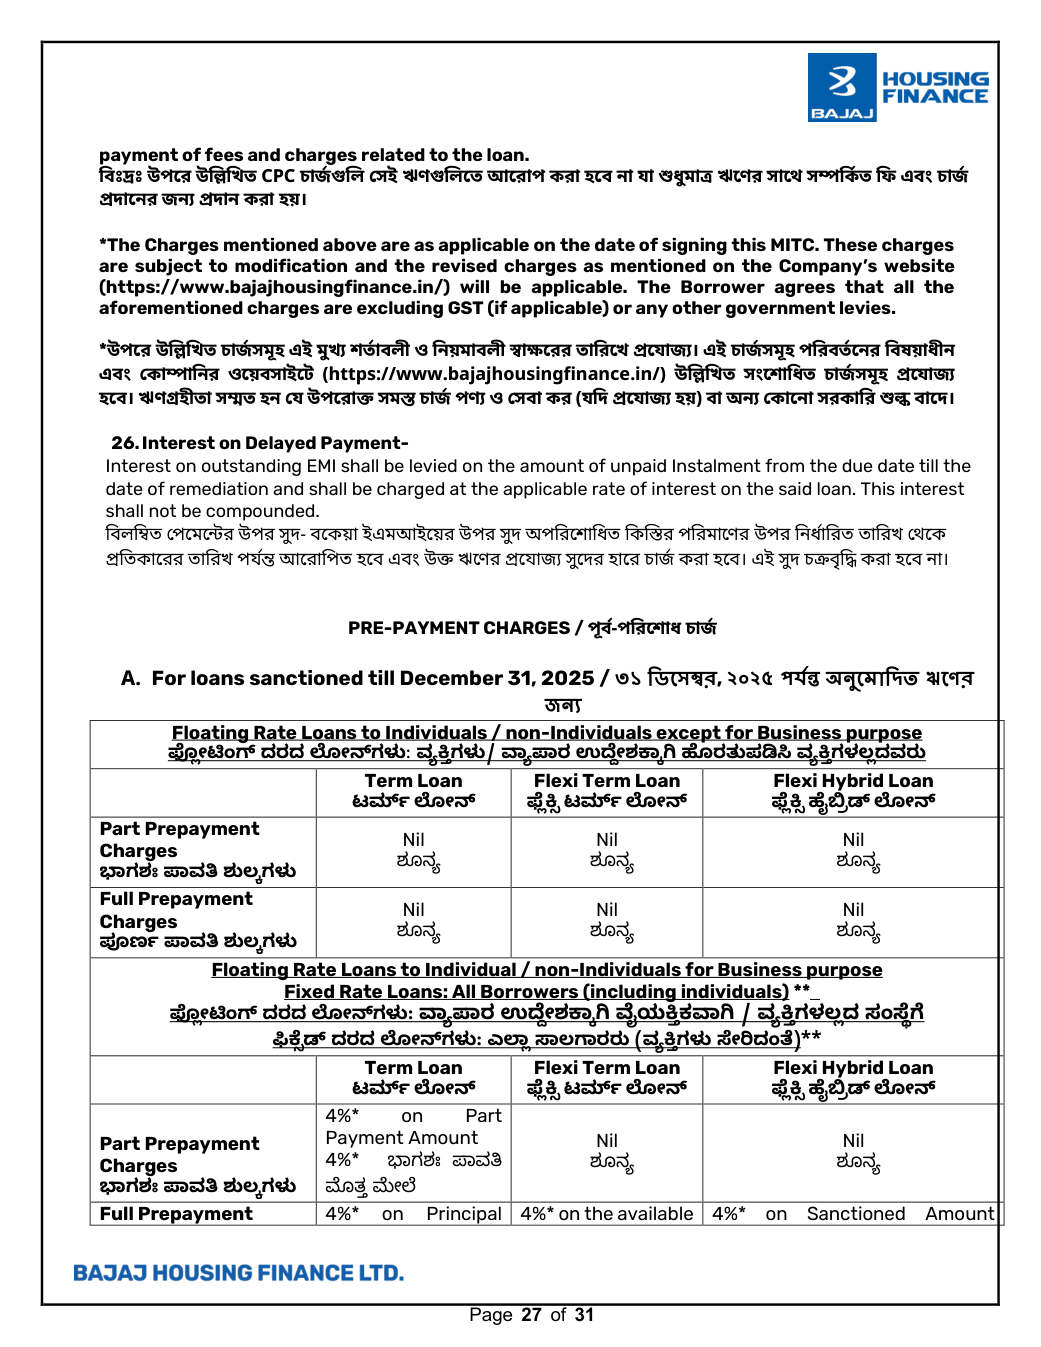 BAJAJ
HOUSING
FINANCE
payment of fees and charges related to the loan.
বিঃদ্রঃ উপরে উল্লিখিত CPC চার্জগুলি সেই ঋণগুলিতে আরোপ করা হবে না যা শুধুমাত্র ঋণের সাথে সম্পর্কিত ফি এবং চার্জ
প্রদানের জন্য প্রদান করা হয়।
*The Charges mentioned above are as applicable on the date of signing this MITC. These charges
are subject to modification and the revised charges as mentioned on the Company's website
(https://www.bajajhousingfinance.in/) will be applicable. The Borrower agrees that all the
aforementioned charges are excluding GST (if applicable) or any other government levies.
*উপরে উল্লিখিত চার্জসমূহ এই মুখ্য শর্তাবলী ও নিয়মাবলী স্বাক্ষরের তারিখে প্রযোজ্য। এই চার্জসমূহ পরিবর্তনের বিষয়াধীন
এবং কোম্পানির ওয়েবসাইটে (https://www.bajajhousingfinance.in/) উল্লিখিত সংশোধিত চার্জসমূহ প্রযোজ্য
হবে। ঋণগ্রহীতা সম্মত হন যে উপরোক্ত সমস্ত চার্জ পণ্য ও সেবা কর (যদি প্রযোজ্য হয়) বা অন্য কোনো সরকারি শুল্ক বাদে।
26. Interest on Delayed Payment-
Interest on outstanding EMI shall be levied on the amount of unpaid Instalment from the due date till the
date of remediation and shall be charged at the applicable rate of interest on the said loan. This interest
shall not be compounded.
বিলম্বিত পেমেন্টের উপর সুদ- বকেয়া ইএমআইয়ের উপর সুদ অপরিশোধিত কিস্তির পরিমাণের উপর নির্ধারিত তারিখ থেকে
প্রতিকারের তারিখ পর্যন্ত আরোপিত হবে এবং উক্ত ঋণের প্রযোজ্য সুদের হারে চার্জ করা হবে। এই সুদ চক্রবৃদ্ধি করা হবে না।
PRE-PAYMENT CHARGES / পূর্ব-পরিশোধ চার্জ
A. For loans sanctioned till December 31, 2025 / ৩১ ডিসেম্বর, ২০২৫ পর্যন্ত অনুমোদিত ঋণের
জন্য
Floating Rate Loans to Individuals / non-Individuals except for Business purpose
ಫ್ಲೋಟಿಂಗ್ ದರದ ಲೋನ್‌ಗಳು: ವ್ಯಕ್ತಿಗಳು/ ವ್ಯಾಪಾರ ಉದ್ದೇಶಕ್ಕಾಗಿ ಹೊರತುಪಡಿಸಿ ವ್ಯಕ್ತಿಗಳಲ್ಲದವರು
Term Loan Flexi Term Loan Flexi Hybrid Loan
ಟರ್ಮ್ ಲೋನ್ ಫ್ಲೆಕ್ಸಿ ಟರ್ಮ್ ಲೋನ್ ಫ್ಲೆಕ್ಸಿ ಹೈಬ್ರಿಡ್ ಲೋನ್
Part Prepayment
Charges
ಭಾಗಶಃ ಪಾವತಿ ಶುಲ್ಕಗಳು
Nil Nil Nil
ಶೂನ್ಯ ಶೂನ್ಯ ಶೂನ್ಯ
Full Prepayment
Charges
ಪೂರ್ಣ ಪಾವತಿ ಶುಲ್ಕಗಳು
Nil Nil Nil
ಶೂನ್ಯ ಶೂನ್ಯ ಶೂನ್ಯ
Floating Rate Loans to Individual / non-Individuals for Business purpose
Fixed Rate Loans: All Borrowers (including individuals) **
ಫ್ಲೋಟಿಂಗ್ ದರದ ಲೋನ್‌ಗಳು: ವ್ಯಾಪಾರ ಉದ್ದೇಶಕ್ಕಾಗಿ ವೈಯಕ್ತಿಕವಾಗಿ / ವ್ಯಕ್ತಿಗಳಲ್ಲದ ಸಂಸ್ಥೆಗೆ
ಫಿಕ್ಸೆಡ್ ದರದ ಲೋನ್‌ಗಳು: ಎಲ್ಲಾ ಸಾಲಗಾರರು (ವ್ಯಕ್ತಿಗಳು ಸೇರಿದಂತೆ)**
Term Loan Flexi Term Loan Flexi Hybrid Loan
ಟರ್ಮ್ ಲೋನ್ ಫ್ಲೆಕ್ಸಿ ಟರ್ಮ್ ಲೋನ್ ಫ್ಲೆಕ್ಸಿ ಹೈಬ್ರಿಡ್ ಲೋನ್
Part Prepayment
Charges
ಭಾಗಶಃ ಪಾವತಿ ಶುಲ್ಕಗಳು
4%* on Part
Payment Amount
4%* ಭಾಗಶಃ ಪಾವತಿ
ಮೊತ್ತ ಮೇಲೆ
Nil Nil
ಶೂನ್ಯ ಶೂನ್ಯ
Full Prepayment 4%* on Principal 4%* on the available 4%* on Sanctioned Amount
BAJAJ HOUSING FINANCE LTD.
Page 27 of 31